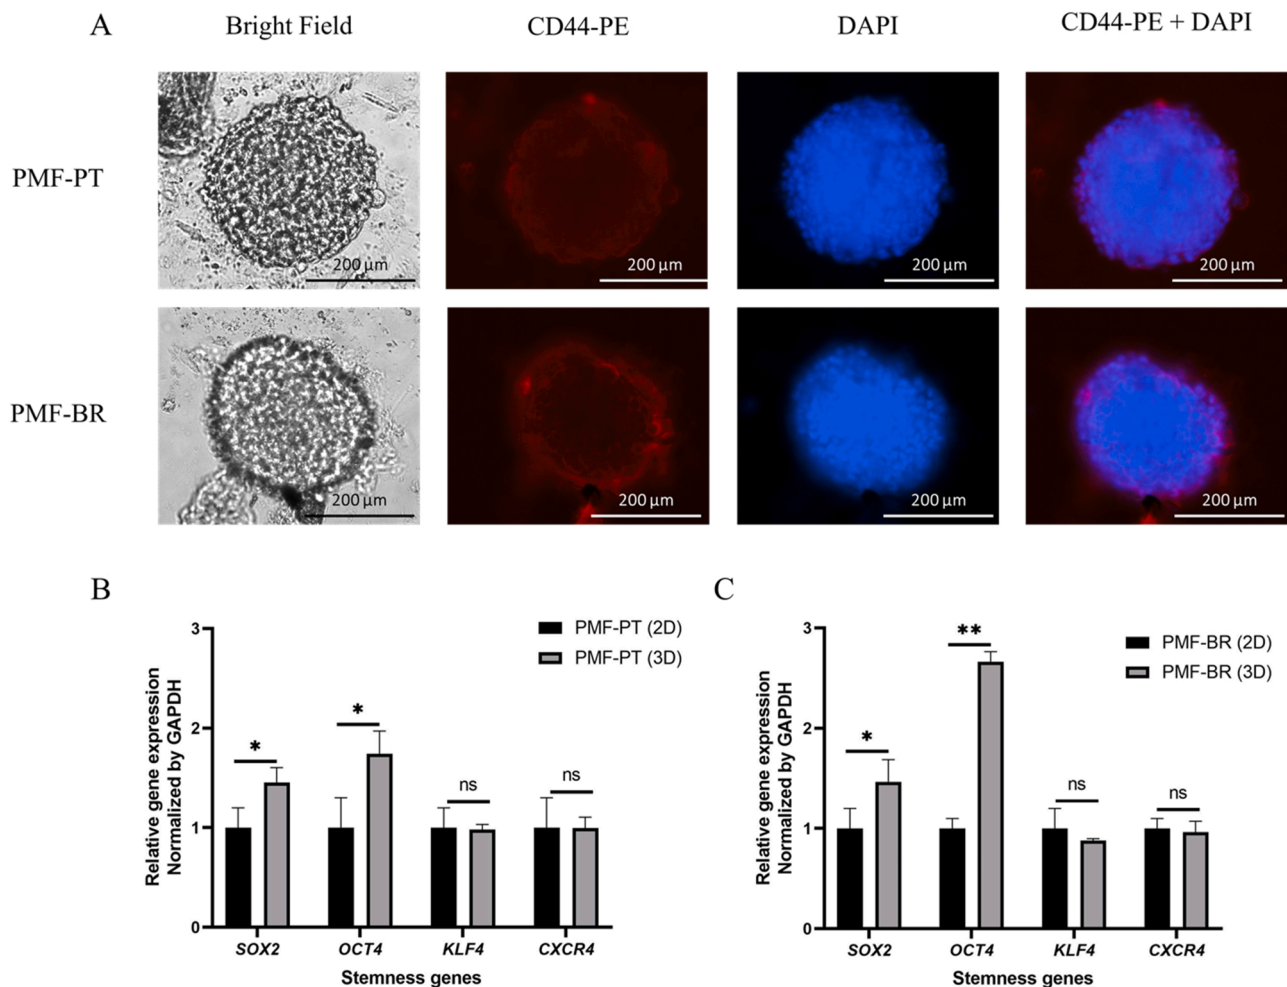 A
Bright Field
CD44-PE
DAPI
CD44-PE + DAPI
PMF-PT
200 µm
200 µm
200 µm
200 µm
PMF-BR
200 µm
200 µm
200 µm
200 µm
B
Relative gene expression
Normalized by GAPDH
3
2
1
0
PMF-PT (2D)
PMF-PT (3D)
*
*
ns
ns
SOX2
OCT4
KLF4
CXCR4
Stemness genes
C
Relative gene expression
Normalized by GAPDH
3
2
1
0
PMF-BR (2D)
PMF-BR (3D)
*
**
ns
ns
SOX2
OCT4
KLF4
CXCR4
Stemness genes